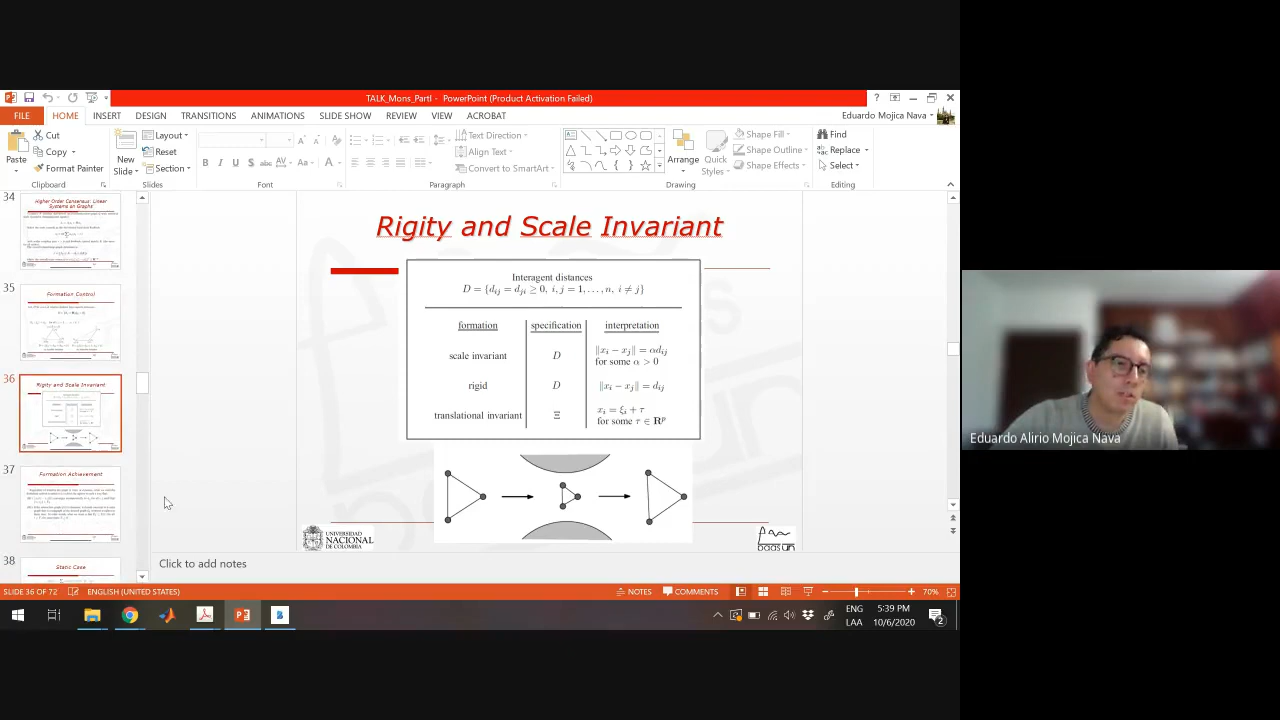 TALK_Mons_PartI - PowerPoint (Product Activation Failed)
FILE HOME INSERT DESIGN TRANSITIONS ANIMATIONS SLIDE SHOW REVIEW VIEW ACROBAT Eduardo Mojica Nava
Paste
Cut
Copy
Format Painter
Clipboard
New
Slide
Layout
Reset
Section
Slides
B I U S abc AV Aa A
Font
Text Direction
Align Text
Convert to SmartArt
Paragraph
Arrange
Quick
Styles
Shape Fill
Shape Outline
Shape Effects
Drawing
Find
Replace
Select
Editing
34
Higher Order Consensus: Linear
Systems on Graphs
35
Formation Control
36
Rigity and Scale Invariant
37
Formation Achievement
38
Static Case
Rigity and Scale Invariant
Interagent distances
D = {d_ij = d_ji ≥ 0, i, j = 1, . . . , n, i ≠ j}
formation specification interpretation
scale invariant D ‖x_i − x_j‖ = αd_ij
for some α > 0
rigid D ‖x_i − x_j‖ = d_ij
translational invariant Ξ x_i = ξ_i + τ
for some τ ∈ R^p
UNIVERSIDAD
NACIONAL
DE COLOMBIA
Click to add notes
SLIDE 36 OF 72 ENGLISH (UNITED STATES) NOTES COMMENTS 70%
ENG
LAA
5:39 PM
10/6/2020
2
Eduardo Alirio Mojica Nava